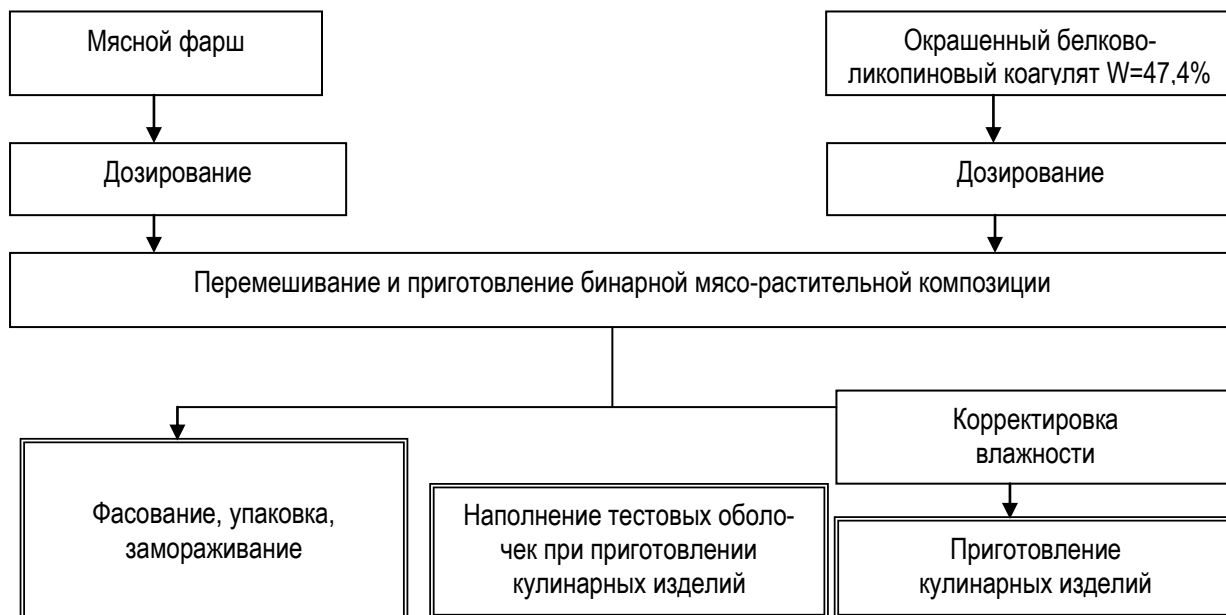 Мясной фарш
Окрашенный белково-
ликопиновый коагулят W=47,4%
Дозирование
Дозирование
Перемешивание и приготовление бинарной мясо-растительной композиции
Корректировка
влажности
Фасование, упаковка,
замораживание
Наполнение тестовых оболо-
чек при приготовлении
кулинарных изделий
Приготовление
кулинарных изделий